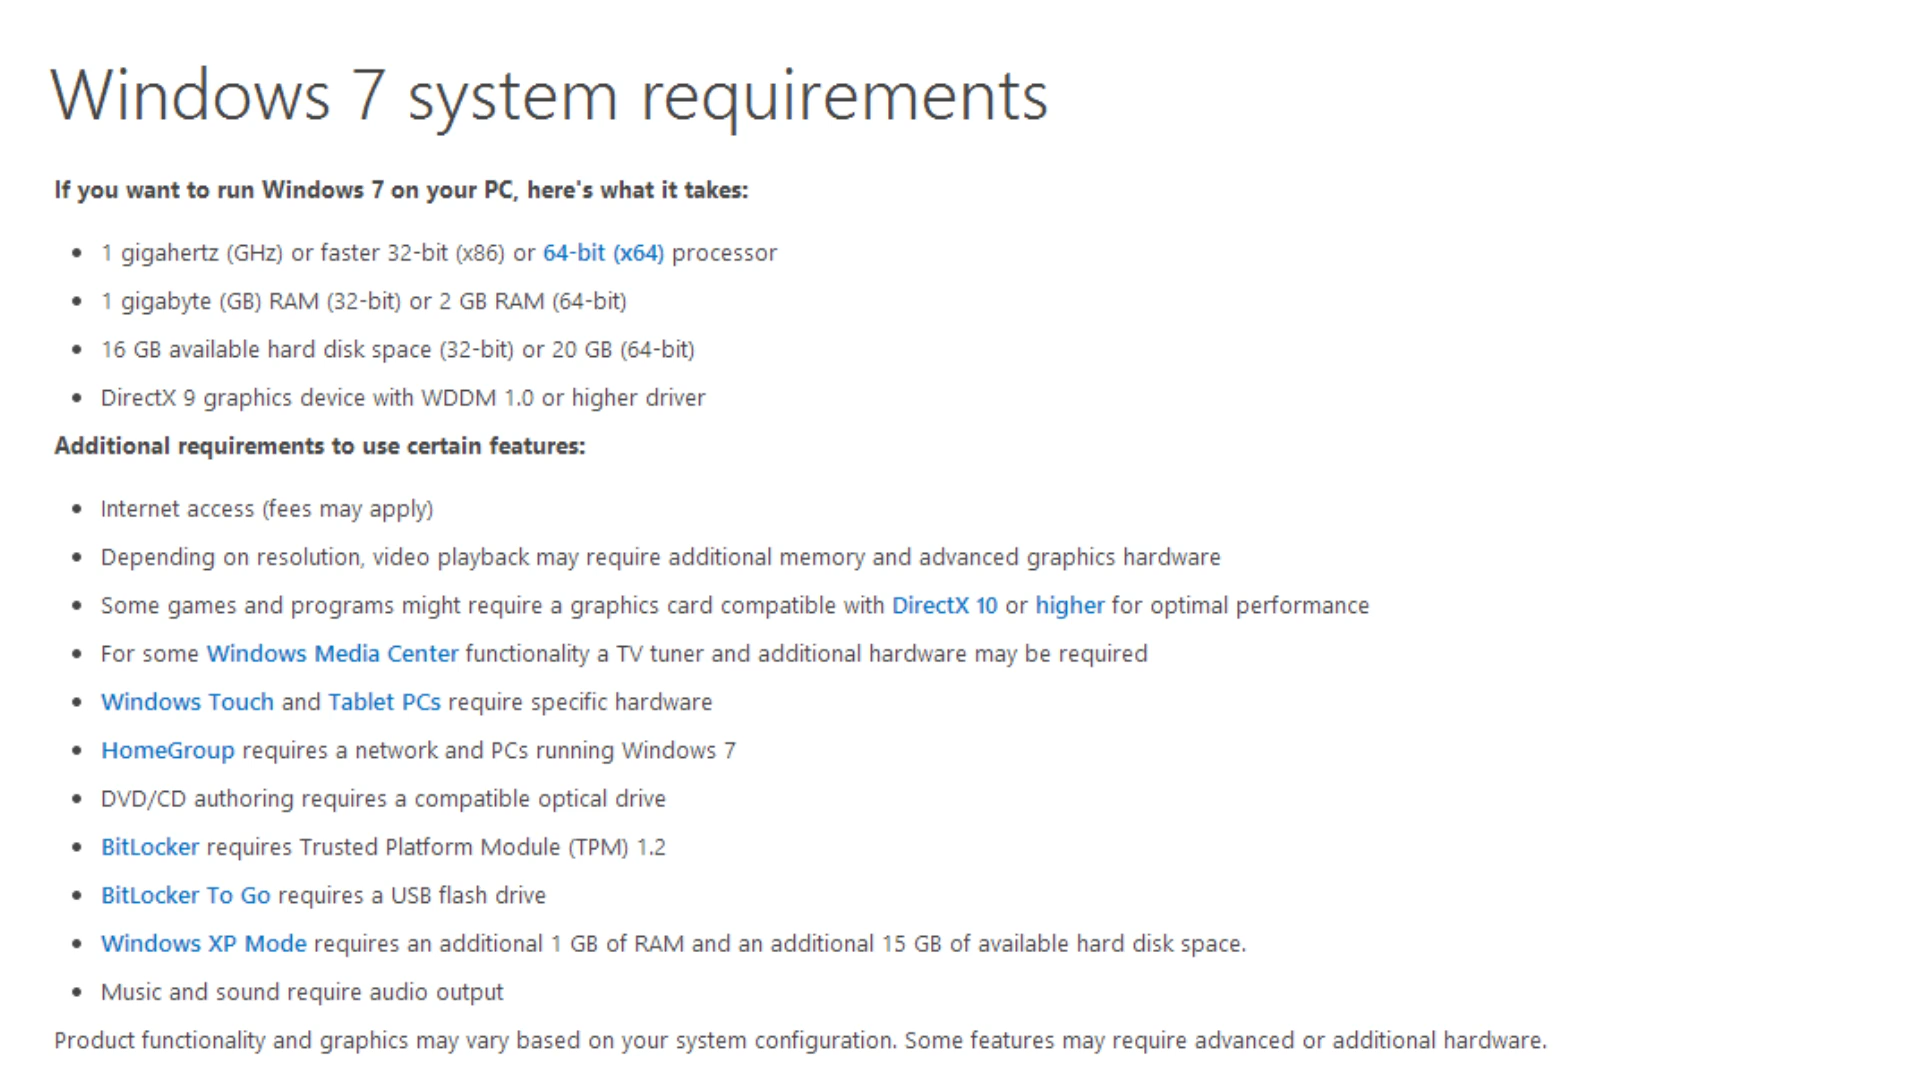 Windows 7 system requirements
If you want to run Windows 7 on your PC, here's what it takes:
• 1 gigahertz (GHz) or faster 32-bit (x86) or 64-bit (x64) processor
• 1 gigabyte (GB) RAM (32-bit) or 2 GB RAM (64-bit)
• 16 GB available hard disk space (32-bit) or 20 GB (64-bit)
• DirectX 9 graphics device with WDDM 1.0 or higher driver
Additional requirements to use certain features:
• Internet access (fees may apply)
• Depending on resolution, video playback may require additional memory and advanced graphics hardware
• Some games and programs might require a graphics card compatible with DirectX 10 or higher for optimal performance
• For some Windows Media Center functionality a TV tuner and additional hardware may be required
• Windows Touch and Tablet PCs require specific hardware
• HomeGroup requires a network and PCs running Windows 7
• DVD/CD authoring requires a compatible optical drive
• BitLocker requires Trusted Platform Module (TPM) 1.2
• BitLocker To Go requires a USB flash drive
• Windows XP Mode requires an additional 1 GB of RAM and an additional 15 GB of available hard disk space.
• Music and sound require audio output
Product functionality and graphics may vary based on your system configuration. Some features may require advanced or additional hardware.